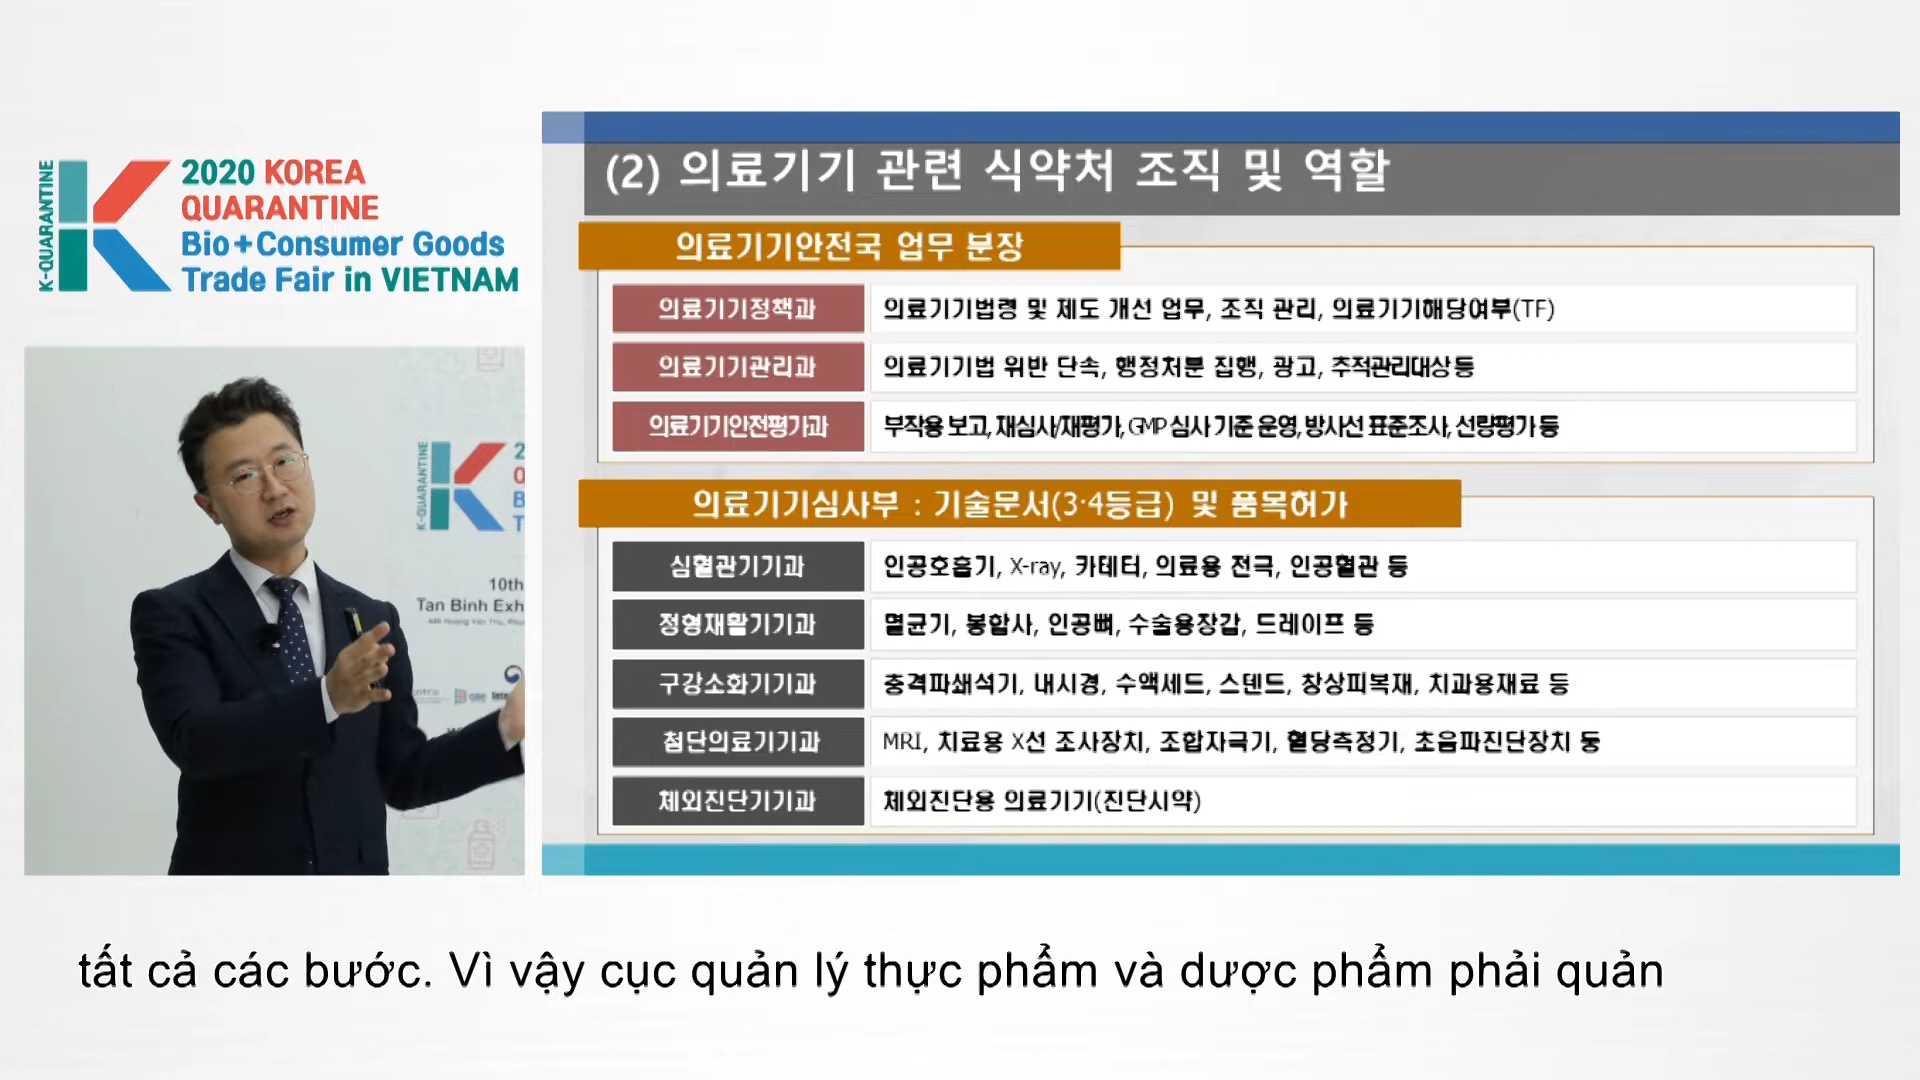 K-QUARANTINE
2020 KOREA
QUARANTINE
Bio+Consumer Goods
Trade Fair in VIETNAM
K-QUARANTINE
10th
Tan Binh Exh
(2) 의료기기 관련 식약처 조직 및 역할
의료기기안전국 업무 분장
의료기기정책과 의료기기법령 및 제도 개선 업무, 조직 관리, 의료기기해당여부(TF)
의료기기관리과 의료기기법 위반 단속, 행정처분 집행, 광고, 추적관리대상 등
의료기기안전평가과 부작용 보고, 재심사/재평가, GMP 심사 기준 운영, 방사선 표준조사, 선량평가 등
의료기기심사부 : 기술문서(3·4등급) 및 품목허가
심혈관기기과 인공호흡기, X-ray, 카테터, 의료용 전극, 인공혈관 등
정형재활기기과 멸균기, 봉합사, 인공뼈, 수술용장갑, 드레이프 등
구강소화기기과 충격파쇄석기, 내시경, 수액세트, 스텐트, 창상피복재, 치과용재료 등
첨단의료기기과 MRI, 치료용 X선 조사장치, 조합자극기, 혈당측정기, 초음파진단장치 등
체외진단기기과 체외진단용 의료기기(진단시약)
tất cả các bước. Vì vậy cục quản lý thực phẩm và dược phẩm phải quản